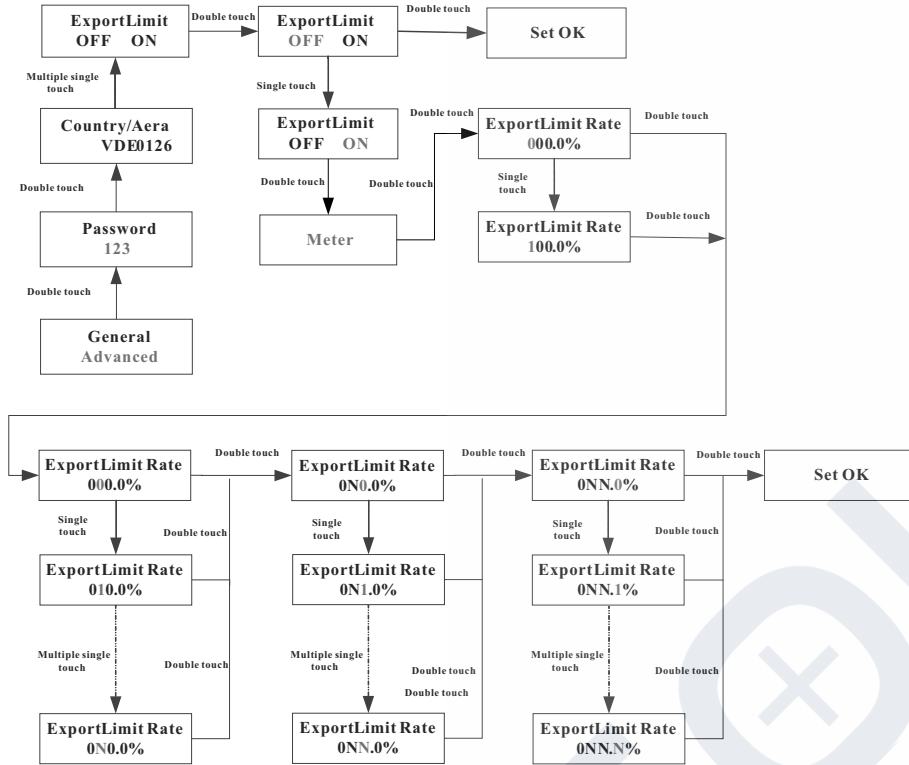 ExportLimit
OFF ON
Double touch
ExportLimit
OFF ON
Double touch
Set OK
Multiple single
touch
Single touch
Country/Aera
VDE0126
ExportLimit
OFF ON
Double touch
ExportLimit Rate
000.0%
Double touch
Double touch
Double touch
Double touch
Single
touch
Password
123
Meter
ExportLimit Rate
100.0%
Double touch
Double touch
General
Advanced
ExportLimit Rate
000.0%
Double touch
ExportLimit Rate
0N0.0%
Double touch
ExportLimit Rate
0NN.0%
Double touch
Set OK
Single
touch
Double touch
Single
touch
Double touch
Single
touch
Double touch
ExportLimit Rate
010.0%
ExportLimit Rate
0N1.0%
ExportLimit Rate
0NN.1%
Multiple single
touch
Double touch
Multiple single
touch
Double touch
Double touch
Multiple single
touch
Double touch
ExportLimit Rate
0N0.0%
ExportLimit Rate
0NN.0%
ExportLimit Rate
0NN.N%